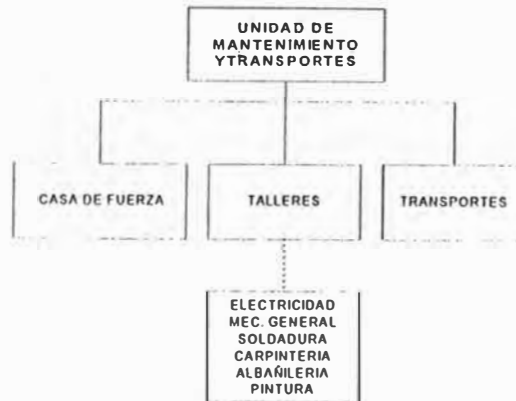 UNIDAD DE
MANTENIMIENTO
YTRANSPORTES
CASA DE FUERZA
TALLERES
TRANSPORTES
ELECTRICIDAD
MEC. GENERAL
SOLDADURA
CARPINTERIA
ALBAÑILERIA
PINTURA